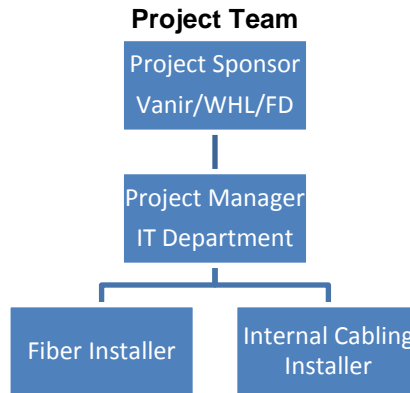 Project Team
Project Sponsor
Vanir/WHL/FD
Project Manager
IT Department
Fiber Installer
Internal Cabling
Installer